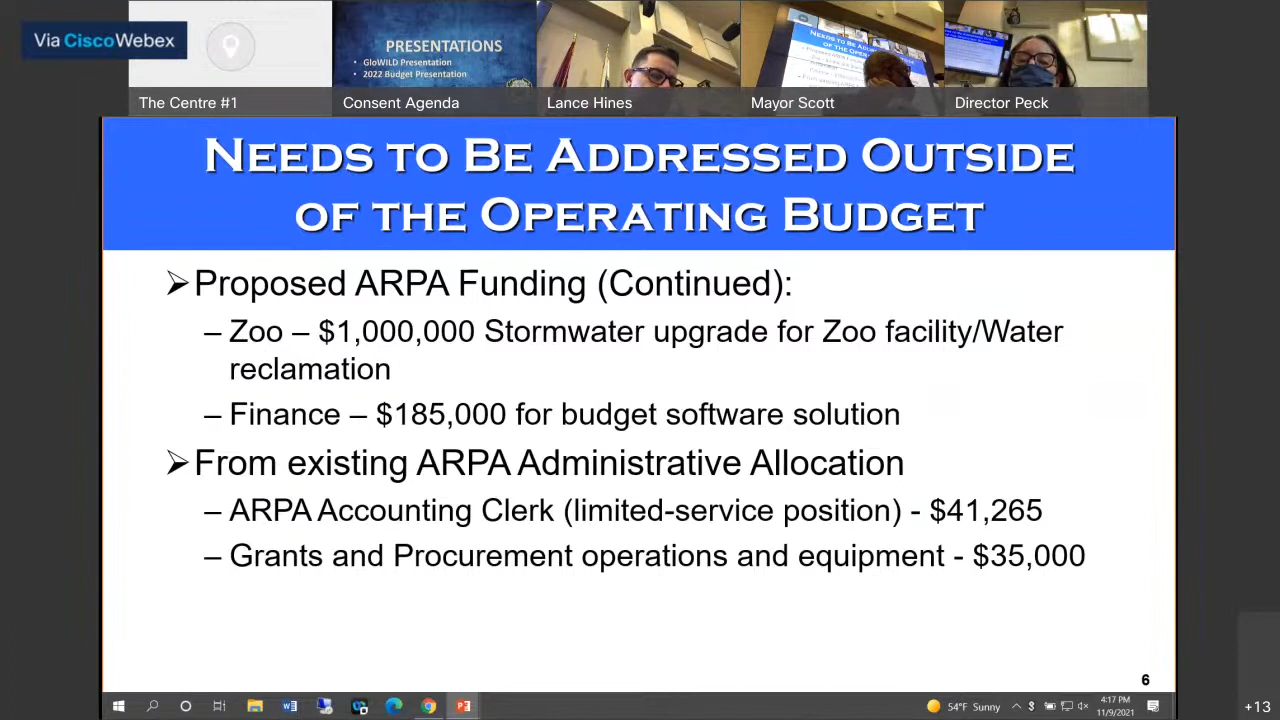 Via CiscoWebex
PRESENTATIONS
• GloWILD Presentation
• 2022 Budget Presentation
The Centre #1
Consent Agenda
Lance Hines
Mayor Scott
Director Peck
NEEDS TO BE ADDRESSED OUTSIDE
OF THE OPERATING BUDGET
➢Proposed ARPA Funding (Continued):
– Zoo – $1,000,000 Stormwater upgrade for Zoo facility/Water
reclamation
– Finance – $185,000 for budget software solution
➢From existing ARPA Administrative Allocation
– ARPA Accounting Clerk (limited-service position) - $41,265
– Grants and Procurement operations and equipment - $35,000
6
54°F Sunny
4:17 PM
11/9/2021
+13